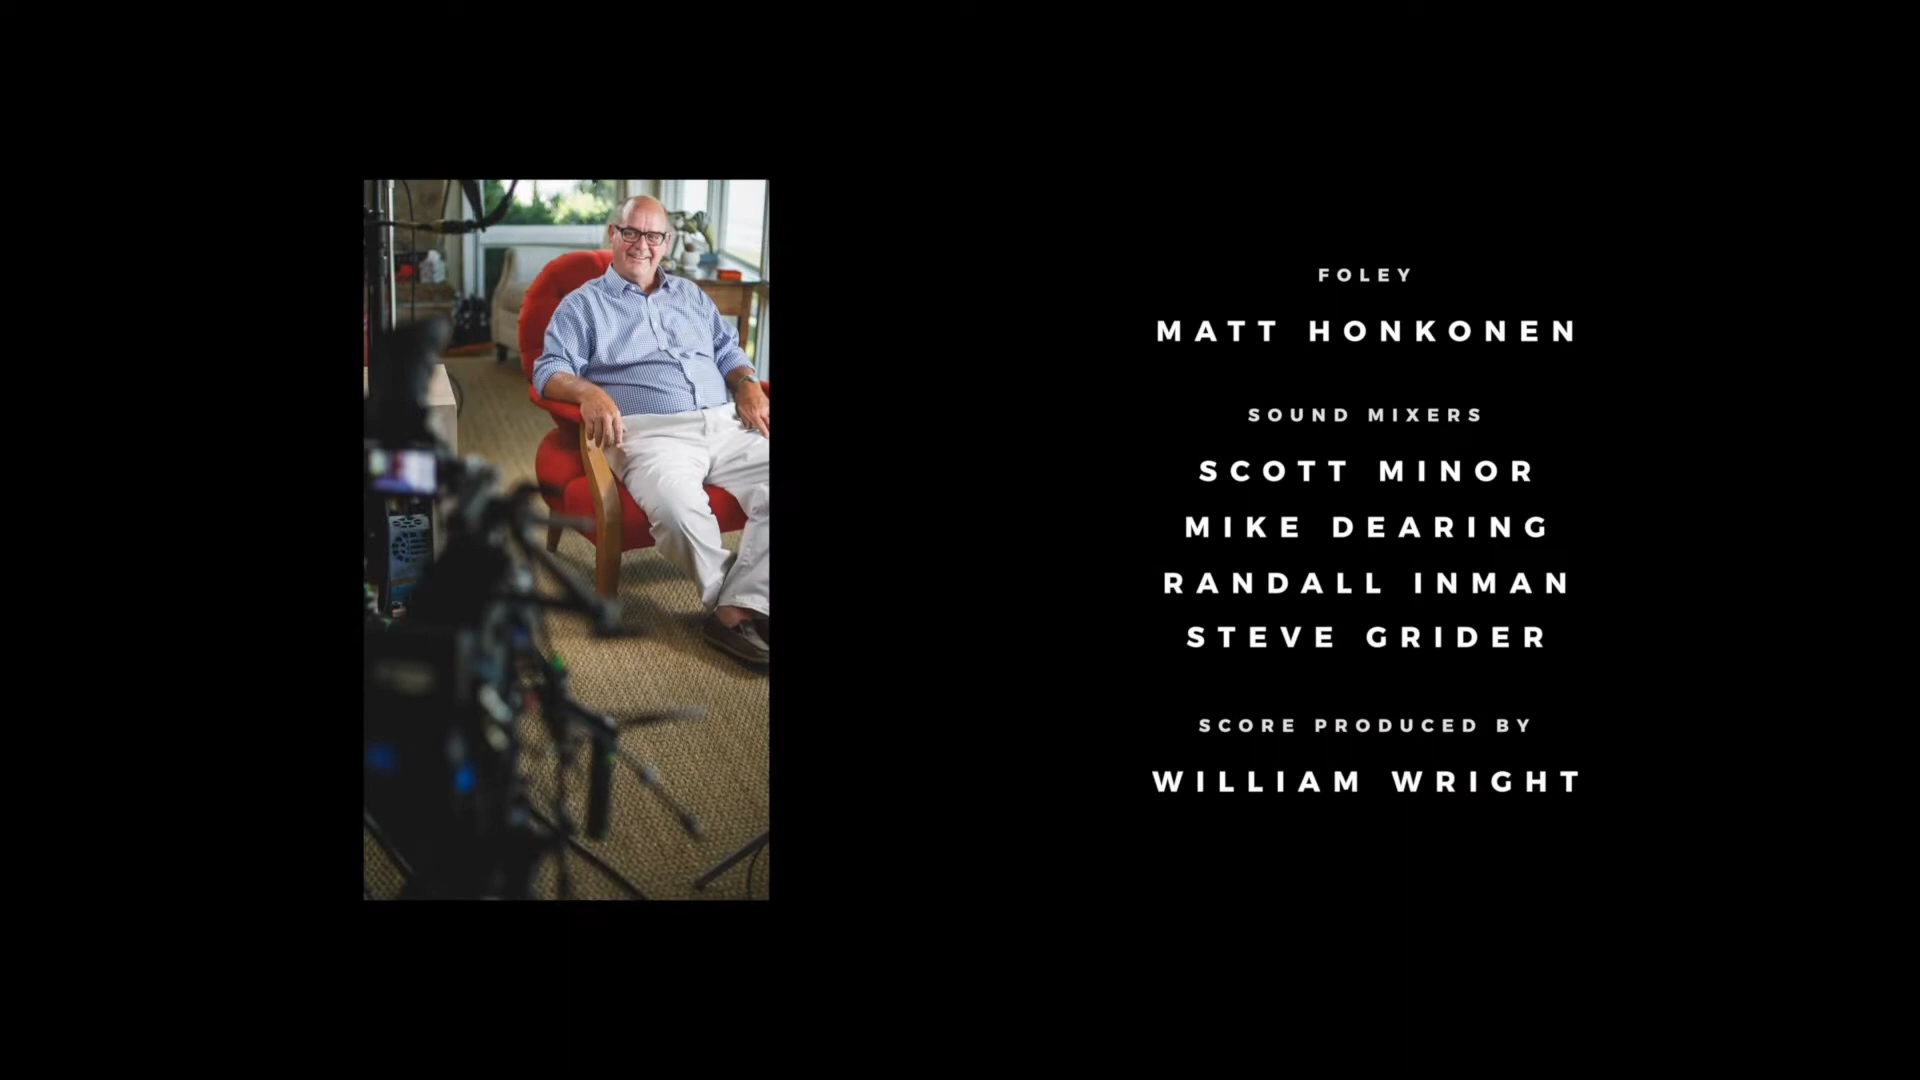 FOLEY
MATT HONKONEN
SOUND MIXERS
SCOTT MINOR
MIKE DEARING
RANDALL INMAN
STEVE GRIDER
SCORE PRODUCED BY
WILLIAM WRIGHT